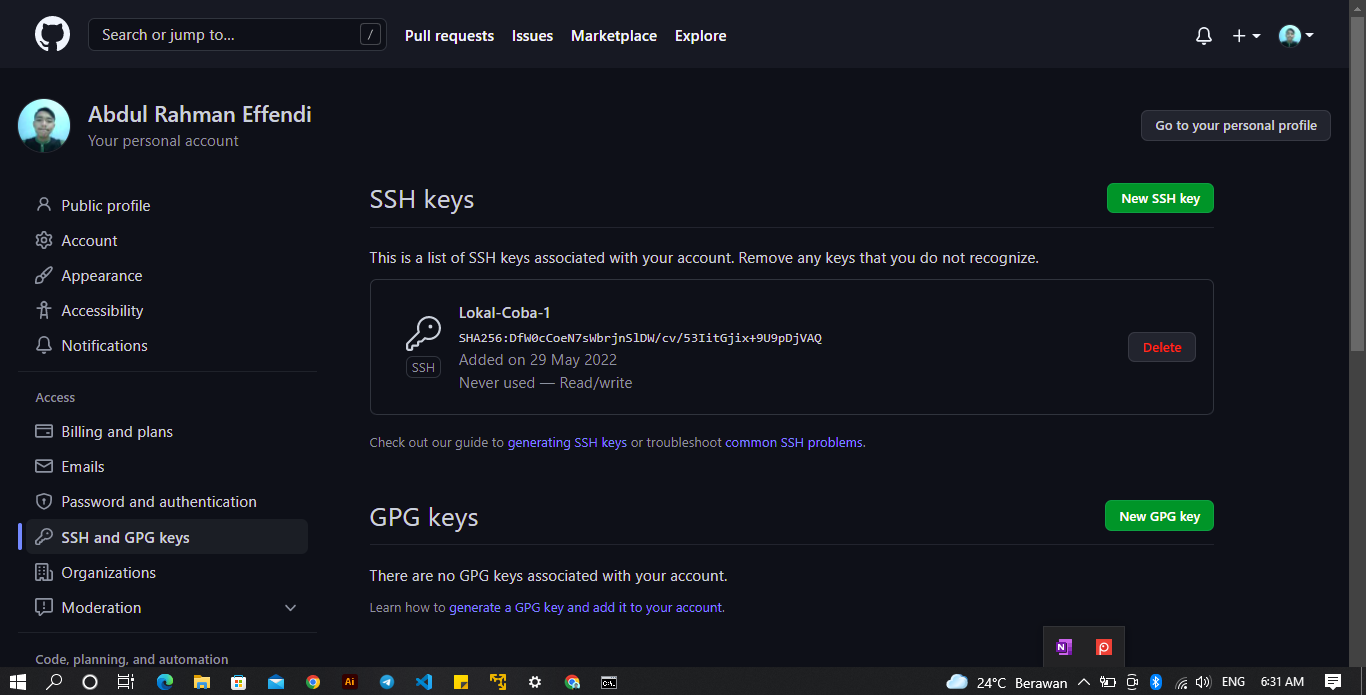 Search or jump to...
/
Pull requests
Issues
Marketplace
Explore
Abdul Rahman Effendi
Your personal account
Go to your personal profile
Public profile
Account
Appearance
Accessibility
Notifications
Access
Billing and plans
Emails
Password and authentication
SSH and GPG keys
Organizations
Moderation
Code, planning, and automation
SSH keys
New SSH key
This is a list of SSH keys associated with your account. Remove any keys that you do not recognize.
Lokal-Coba-1
SHA256:DfW0cCoeN7sWbrjnSlDW/cv/53IitGjix+9U9pDjVAQ
Added on 29 May 2022
Never used — Read/write
SSH
Delete
Check out our guide to generating SSH keys or troubleshoot common SSH problems.
GPG keys
New GPG key
There are no GPG keys associated with your account.
Learn how to generate a GPG key and add it to your account.
N
Ai
24°C Berawan
ENG
6:31 AM